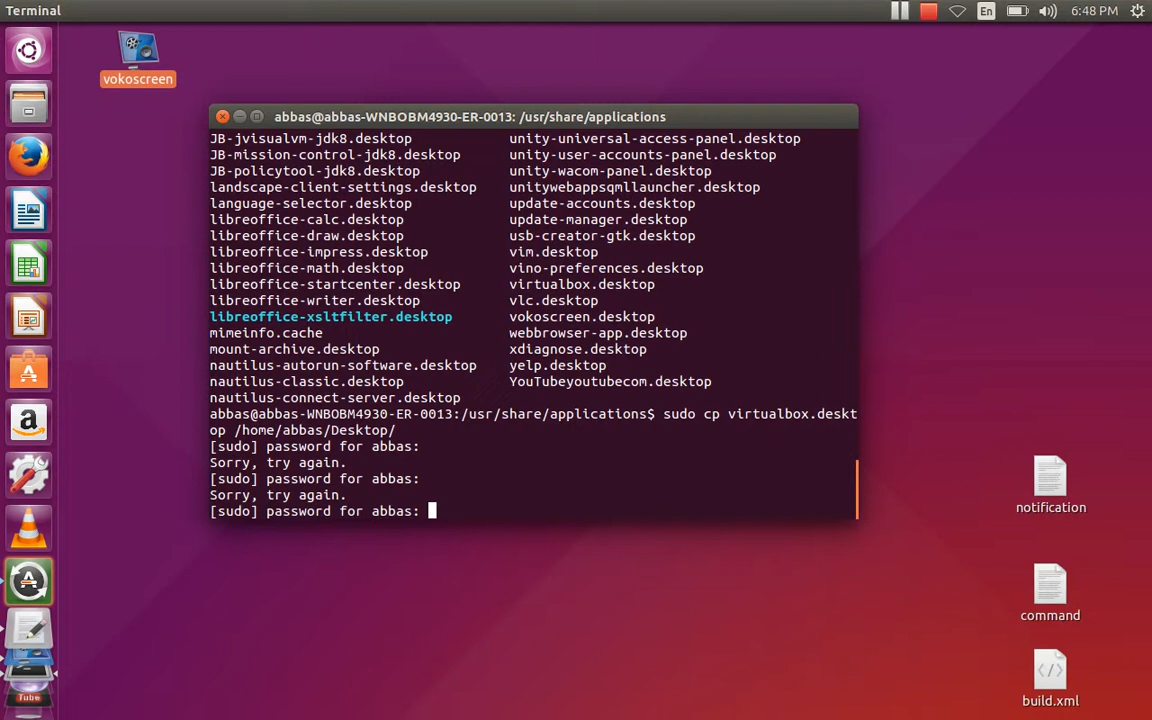 Terminal
En
6:48 PM
vokoscreen
abbas@abbas-WNBOBM4930-ER-0013: /usr/share/applications
JB-jvisualvm-jdk8.desktop unity-universal-access-panel.desktop
JB-mission-control-jdk8.desktop unity-user-accounts-panel.desktop
JB-policytool-jdk8.desktop unity-wacom-panel.desktop
landscape-client-settings.desktop unitywebappsqmllauncher.desktop
language-selector.desktop update-accounts.desktop
libreoffice-calc.desktop update-manager.desktop
libreoffice-draw.desktop usb-creator-gtk.desktop
libreoffice-impress.desktop vim.desktop
libreoffice-math.desktop vino-preferences.desktop
libreoffice-startcenter.desktop virtualbox.desktop
libreoffice-writer.desktop vlc.desktop
libreoffice-xsltfilter.desktop vokoscreen.desktop
mimeinfo.cache webbrowser-app.desktop
mount-archive.desktop xdiagnose.desktop
nautilus-autorun-software.desktop yelp.desktop
nautilus-classic.desktop YouTubeyoutubecom.desktop
nautilus-connect-server.desktop
abbas@abbas-WNBOBM4930-ER-0013:/usr/share/applications$ sudo cp virtualbox.deskt
op /home/abbas/Desktop/
[sudo] password for abbas:
Sorry, try again.
[sudo] password for abbas:
Sorry, try again.
[sudo] password for abbas:
notification
command
build.xml
Tube